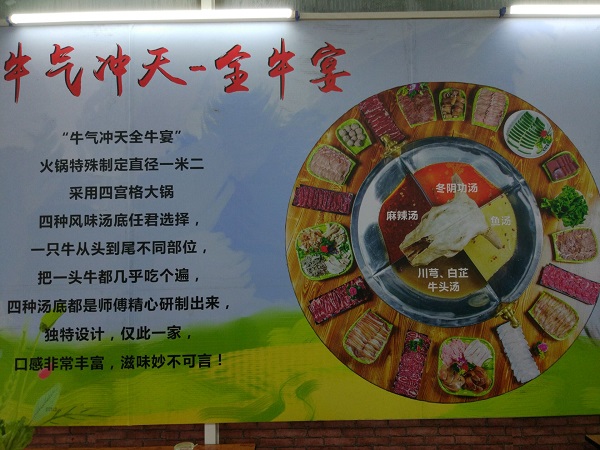 牛气冲天-全牛宴
“牛气冲天全牛宴”
火锅特殊制定直径一米二
采用四宫格大锅
四种风味汤底任君选择，
一只牛从头到尾不同部位，
把一头牛都几乎吃个遍，
四种汤底都是师傅精心研制出来，
独特设计，仅此一家，
口感非常丰富，滋味妙不可言！
冬阴功汤
麻辣汤
鱼汤
川芎、白芷
牛头汤